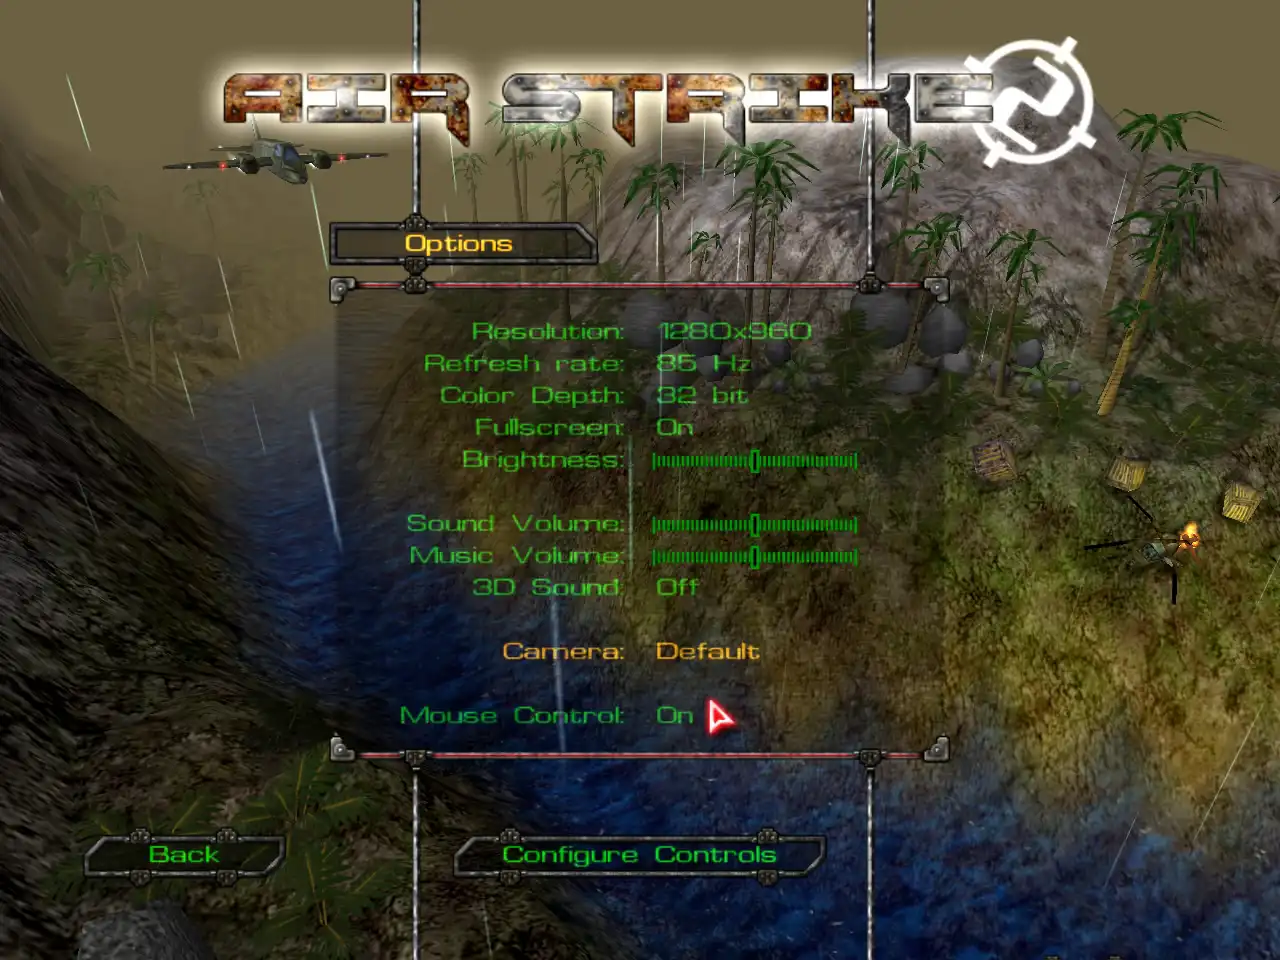 AIR STRIKE 2
Options
Resolution: 1280x960
Refresh rate: 85 Hz
Color Depth: 32 bit
Fullscreen: On
Brightness:
Sound Volume:
Music Volume:
3D Sound: Off
Camera: Default
Mouse Control: On
Back
Configure Controls